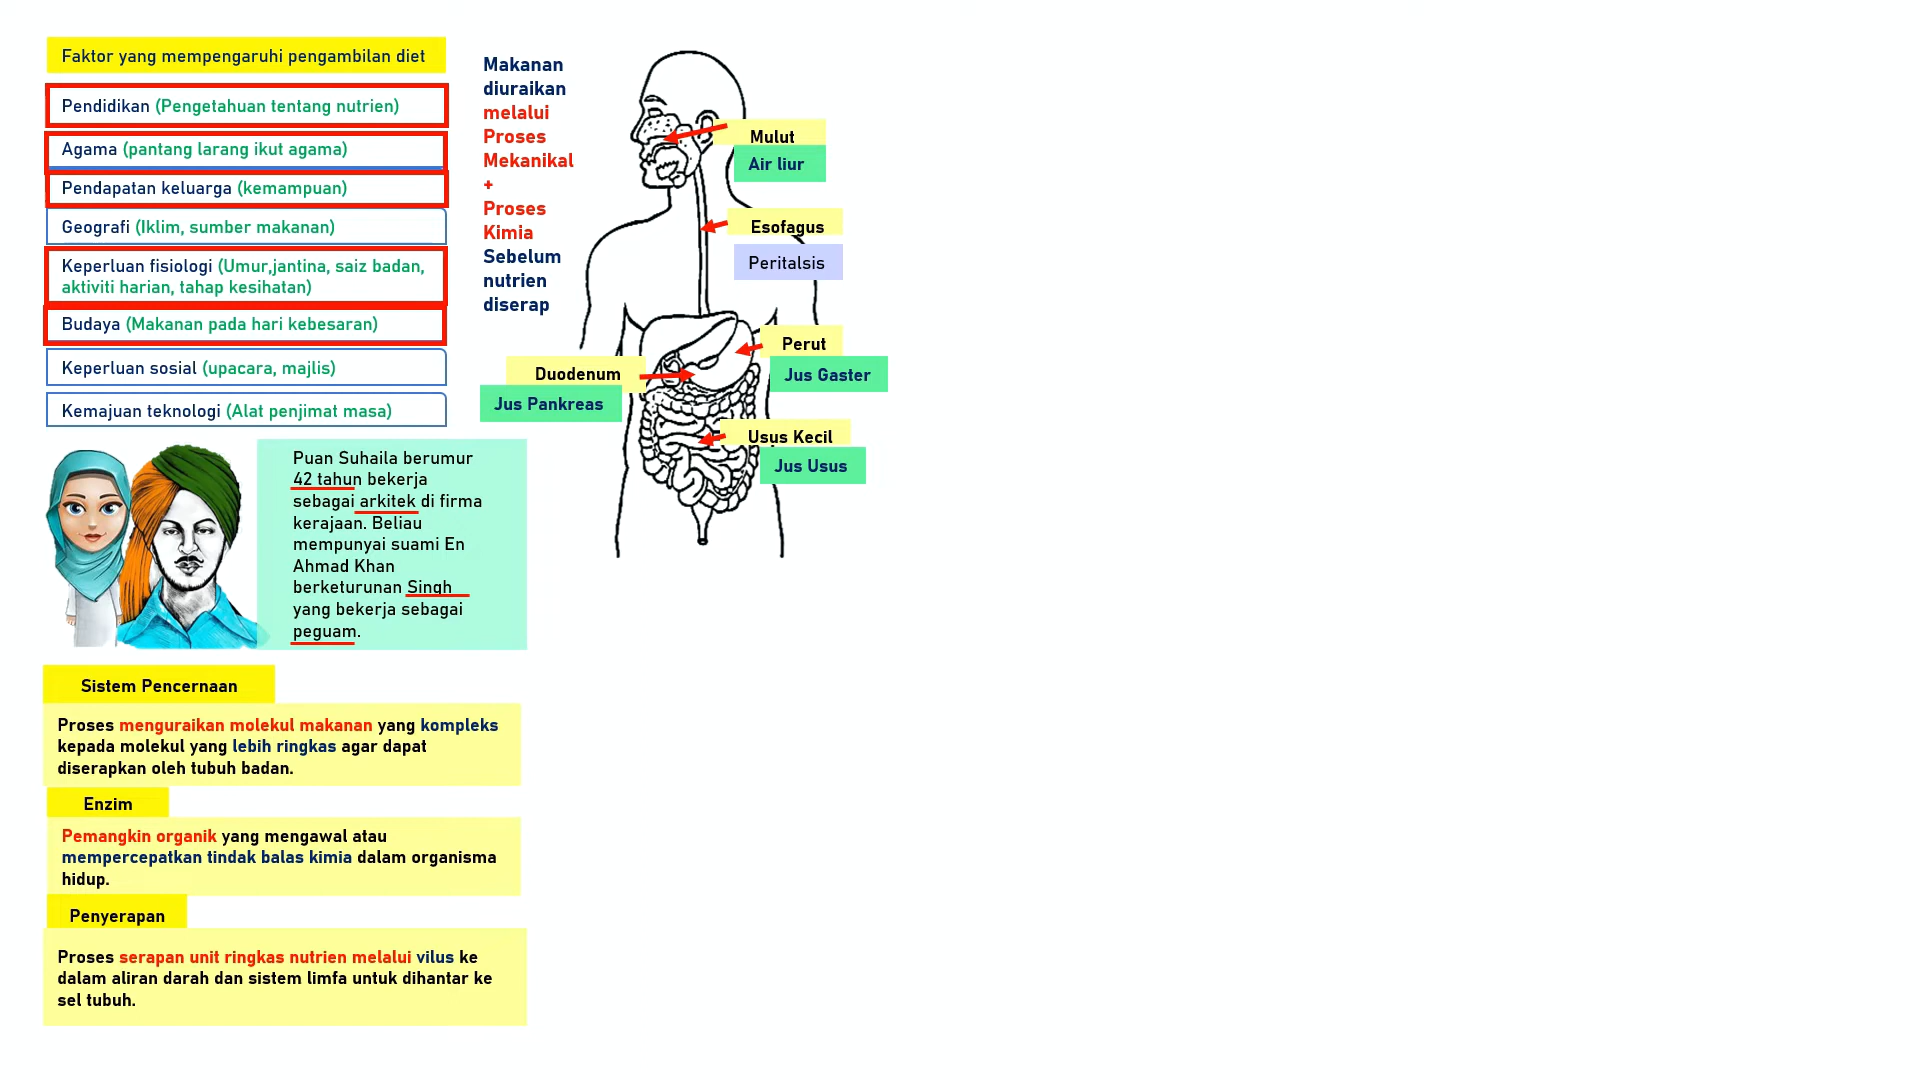 Faktor yang mempengaruhi pengambilan diet
Pendidikan (Pengetahuan tentang nutrien)
Agama (pantang larang ikut agama)
Pendapatan keluarga (kemampuan)
Geografi (Iklim, sumber makanan)
Keperluan fisiologi (Umur,jantina, saiz badan,
aktiviti harian, tahap kesihatan)
Budaya (Makanan pada hari kebesaran)
Keperluan sosial (upacara, majlis)
Kemajuan teknologi (Alat penjimat masa)
Puan Suhaila berumur
42 tahun bekerja
sebagai arkitek di firma
kerajaan. Beliau
mempunyai suami En
Ahmad Khan
berketurunan Singh
yang bekerja sebagai
peguam.
Sistem Pencernaan
Proses menguraikan molekul makanan yang kompleks
kepada molekul yang lebih ringkas agar dapat
diserapkan oleh tubuh badan.
Enzim
Pemangkin organik yang mengawal atau
mempercepatkan tindak balas kimia dalam organisma
hidup.
Penyerapan
Proses serapan unit ringkas nutrien melalui vilus ke
dalam aliran darah dan sistem limfa untuk dihantar ke
sel tubuh.
Makanan
diuraikan
melalui
Proses
Mekanikal
+
Proses
Kimia
Sebelum
nutrien
diserap
Mulut
Air liur
Esofagus
Peritalsis
Perut
Jus Gaster
Duodenum
Jus Pankreas
Usus Kecil
Jus Usus